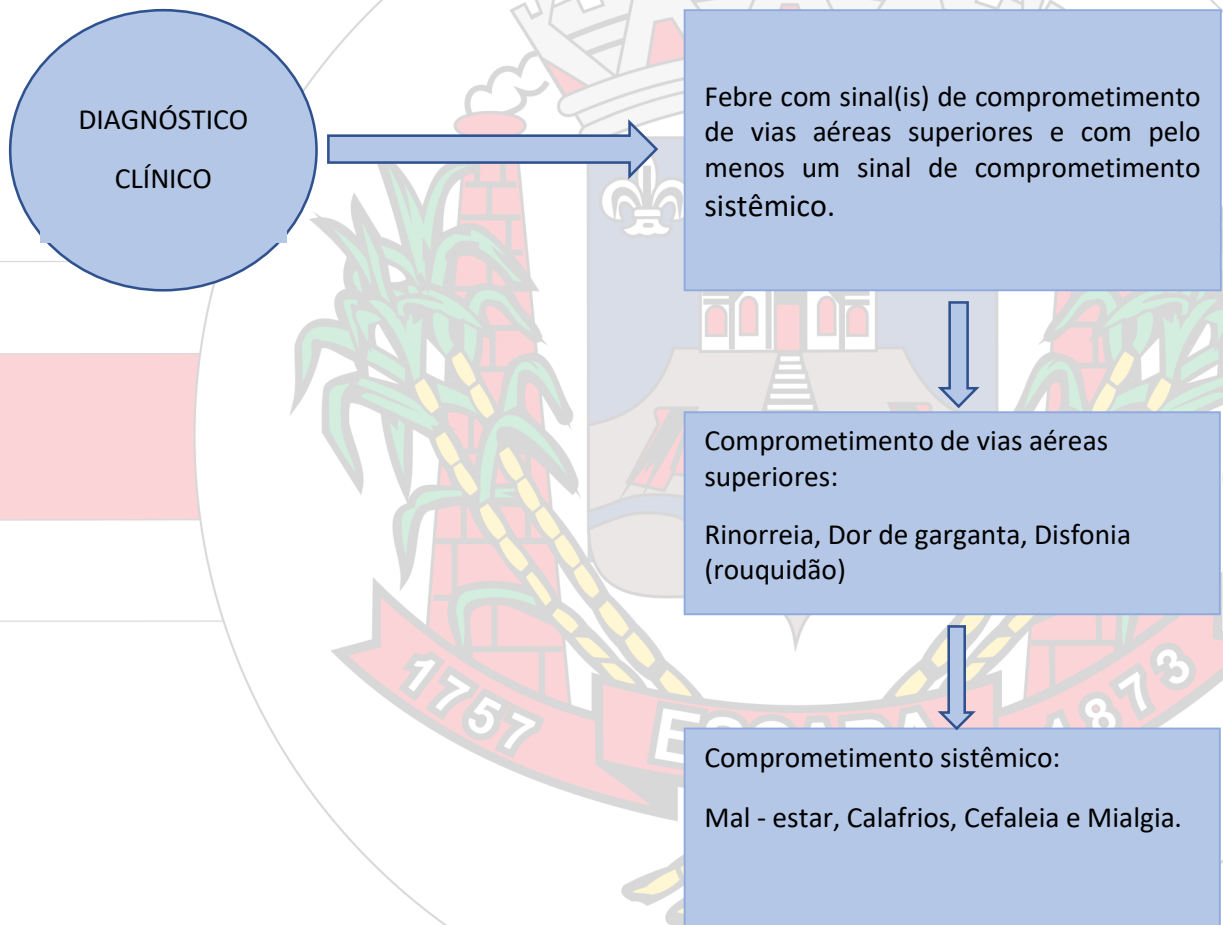 DIAGNÓSTICO
CLÍNICO
Febre com sinal(is) de comprometimento
de vias aéreas superiores e com pelo
menos um sinal de comprometimento
sistêmico.
Comprometimento de vias aéreas
superiores:
Rinorreia, Dor de garganta, Disfonia
(rouquidão)
1757
ESCADA
1873
Comprometimento sistêmico:
Mal - estar, Calafrios, Cefaleia e Mialgia.